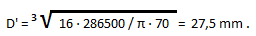 D' = ³√ 16 · 286500 / π · 70 = 27,5 mm .